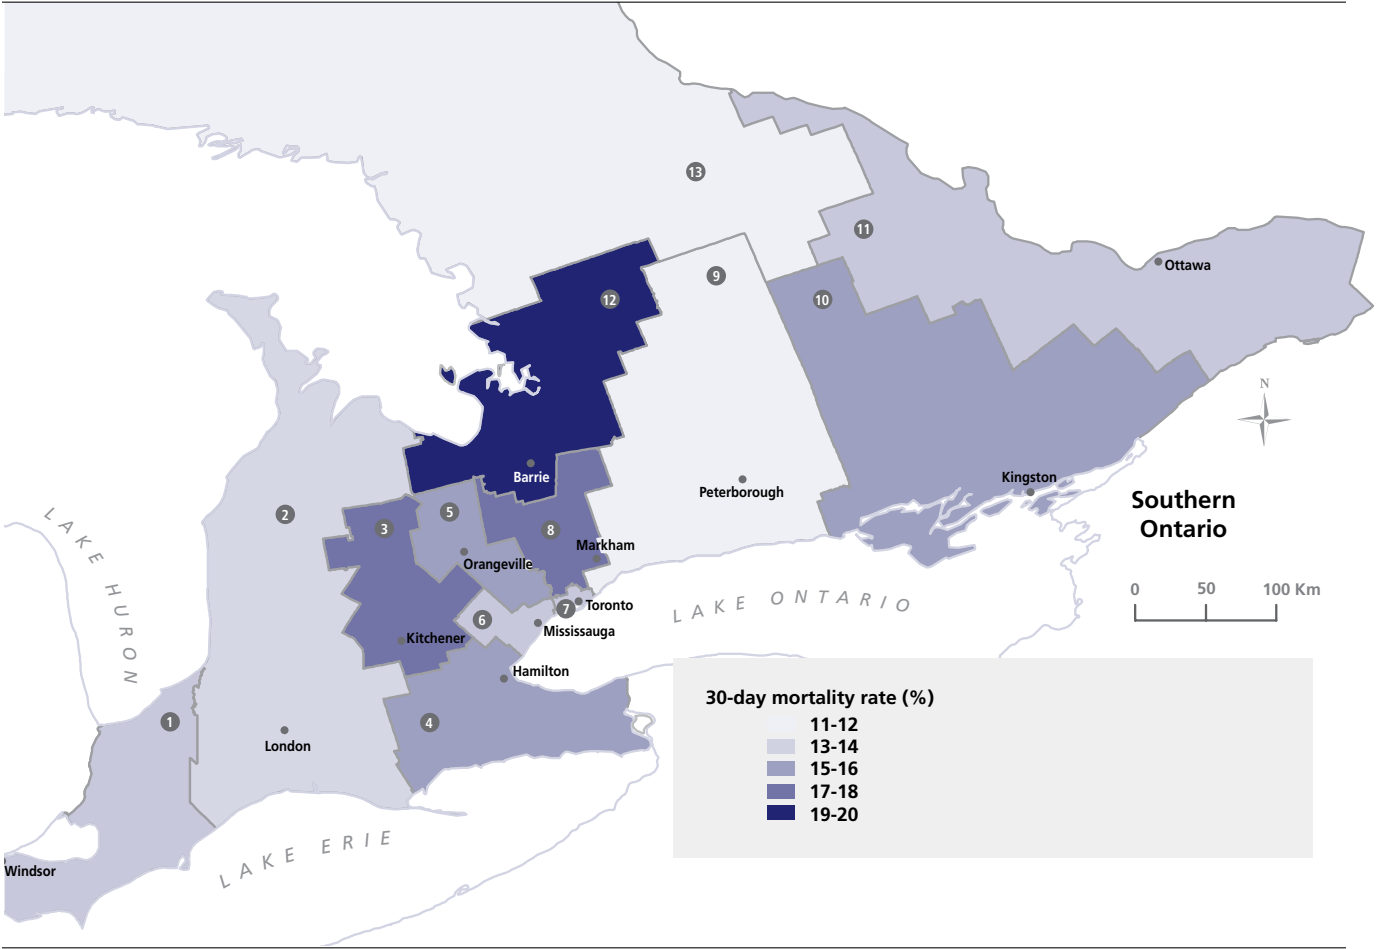 13
11
Ottawa
9
12
10
N
Barrie
Kingston
Peterborough
Southern
Ontario
2
5
3
8
Markham
Orangeville
LAKE HURON
0 50 100 Km
LAKE ONTARIO
7
Toronto
6
Mississauga
Kitchener
Hamilton
1
4
London
30-day mortality rate (%)
11-12
13-14
15-16
17-18
19-20
LAKE ERIE
Windsor